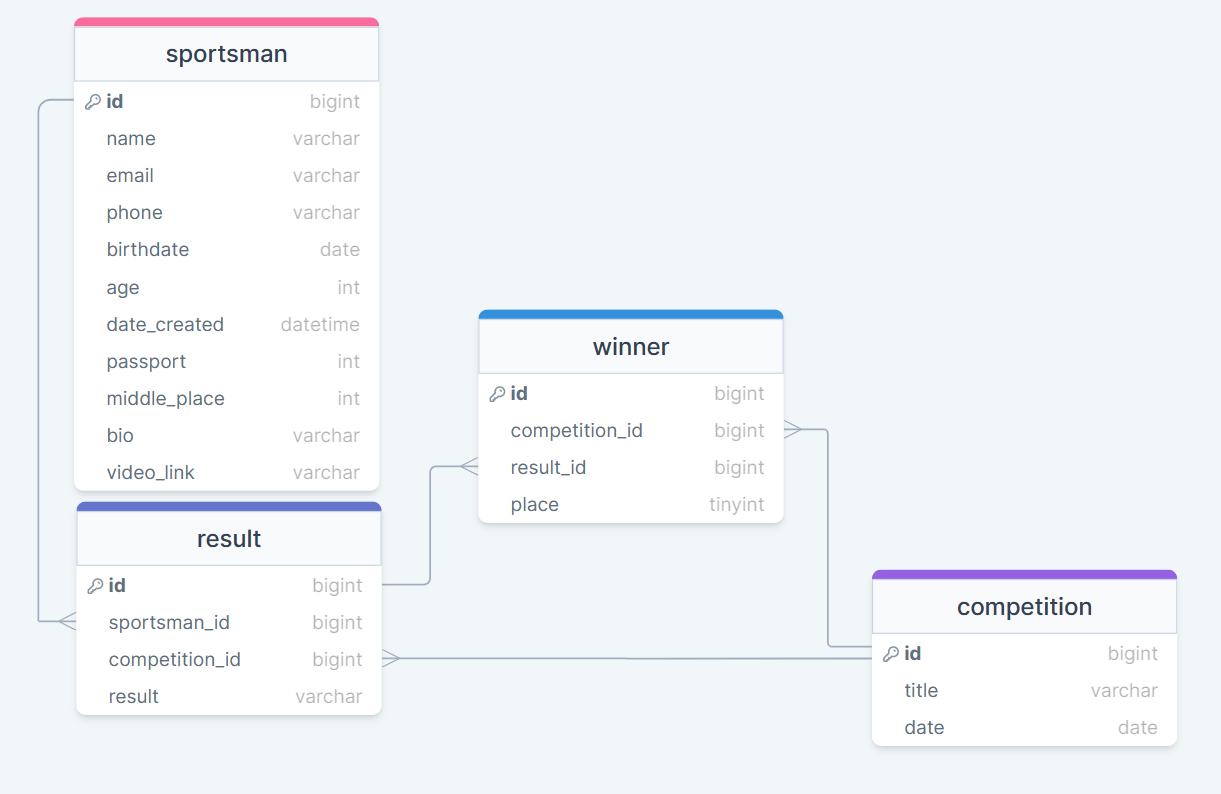 sportsman
id bigint
name varchar
email varchar
phone varchar
birthdate date
age int
date_created datetime
passport int
middle_place int
bio varchar
video_link varchar
result
id bigint
sportsman_id bigint
competition_id bigint
result varchar
winner
id bigint
competition_id bigint
result_id bigint
place tinyint
competition
id bigint
title varchar
date date